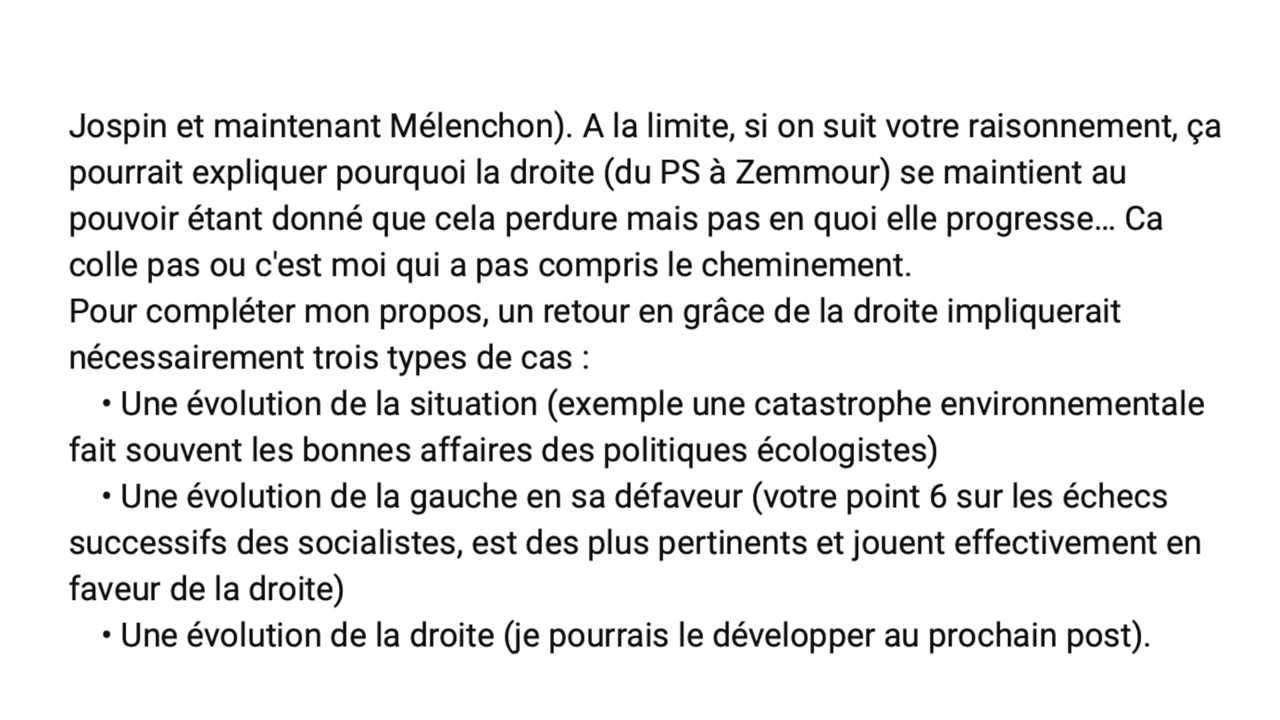 Jospin et maintenant Mélenchon). A la limite, si on suit votre raisonnement, ça
pourrait expliquer pourquoi la droite (du PS à Zemmour) se maintient au
pouvoir étant donné que cela perdure mais pas en quoi elle progresse… Ca
colle pas ou c'est moi qui a pas compris le cheminement.
Pour compléter mon propos, un retour en grâce de la droite impliquerait
nécessairement trois types de cas :
• Une évolution de la situation (exemple une catastrophe environnementale
fait souvent les bonnes affaires des politiques écologistes)
• Une évolution de la gauche en sa défaveur (votre point 6 sur les échecs
successifs des socialistes, est des plus pertinents et jouent effectivement en
faveur de la droite)
• Une évolution de la droite (je pourrais le développer au prochain post).